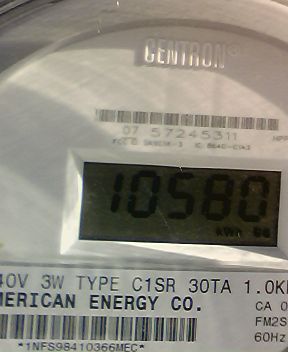 CENTRON®
07 57245311
10580
kWh
40V 3W TYPE C1SR 30TA 1.0K
MERICAN ENERGY CO.
CA 0
FM2S
60Hz
*1NFS98410366MEC*